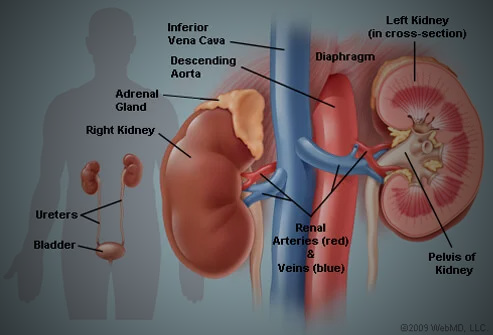 Inferior
Vena Cava
Descending
Aorta
Diaphragm
Left Kidney
(in cross-section)
Adrenal
Gland
Right Kidney
Ureters
Bladder
Renal
Arteries (red)
&
Veins (blue)
Pelvis of
Kidney
©2009 WebMD, LLC.